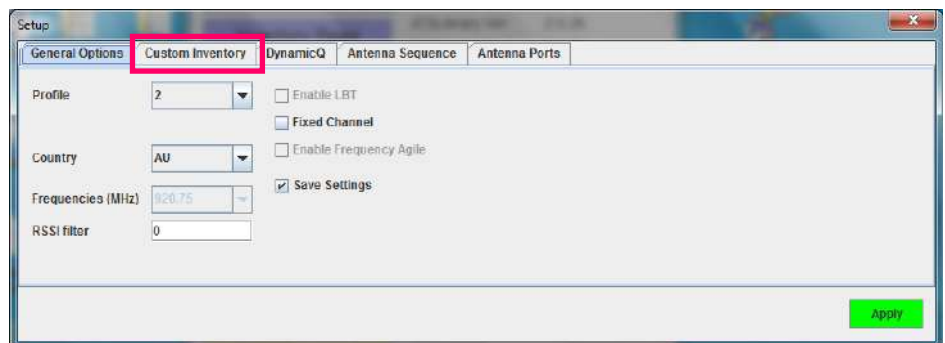 Setup
General Options Custom Inventory DynamicQ Antenna Sequence Antenna Ports
Profile 2 Enable LBT
Fixed Channel
Country AU Enable Frequency Agile
Save Settings
Frequencies (MHz) 920.75
RSSI filter 0
Apply